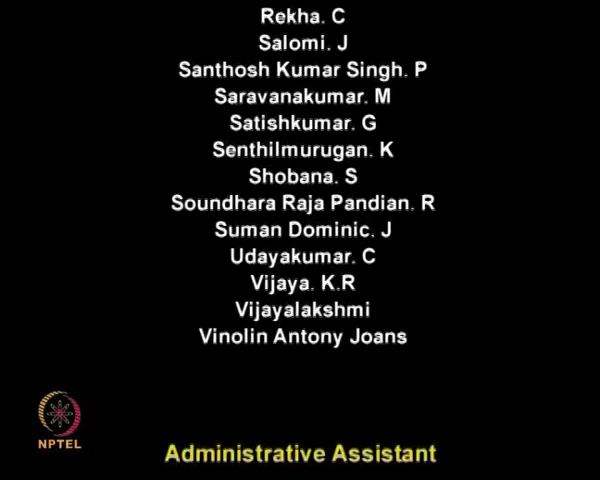 Rekha. C
Salomi. J
Santhosh Kumar Singh. P
Saravanakumar. M
Satishkumar. G
Senthilmurugan. K
Shobana. S
Soundhara Raja Pandian. R
Suman Dominic. J
Udayakumar. C
Vijaya. K.R
Vijayalakshmi
Vinolin Antony Joans
NPTEL
Administrative Assistant